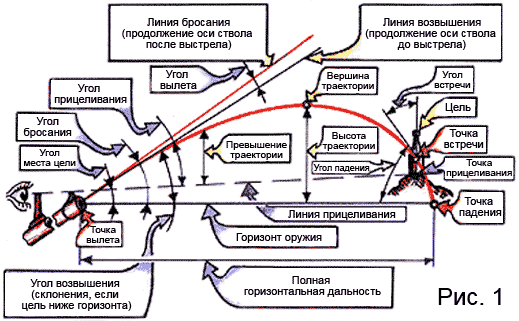 Линия бросания
(продолжение оси ствола
после выстрела)
Линия возвышения
(продолжение оси ствола
до выстрела)
Угол
вылета
Угол
прицеливания
Вершина
траектории
Угол
встречи
Угол
бросания
Цель
Угол
места цели
Превышение
траектории
Высота
траектории
Точка
встречи
Угол падения
Точка
прицеливания
Линия прицеливания
Точка
падения
Точка
вылета
Горизонт оружия
Угол возвышения
(склонения, если
цель ниже горизонта)
Полная
горизонтальная дальность
Рис. 1